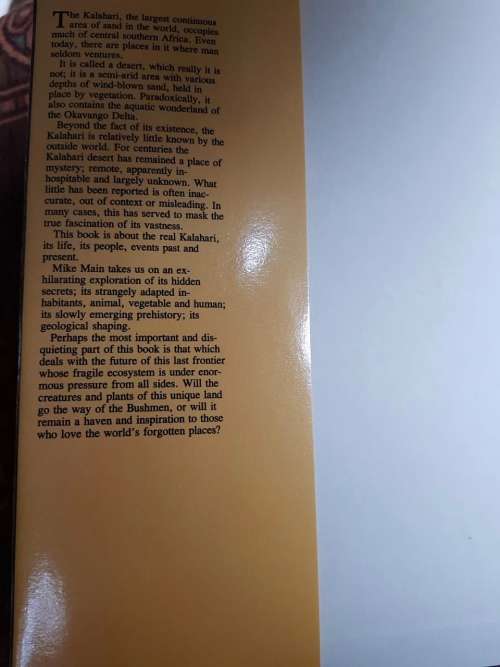 The Kalahari, the largest continuous
area of sand in the world, occupies
much of central southern Africa. Even
today, there are places in it where man
seldom ventures.
It is called a desert, which really it is
not; it is a semi-arid area with various
depths of wind-blown sand, held in
place by vegetation. Paradoxically, it
also contains the aquatic wonderland of
the Okavango Delta.
Beyond the fact of its existence, the
Kalahari is relatively little known by the
outside world. For centuries the
Kalahari desert has remained a place of
mystery; remote, apparently in-
hospitable and largely unknown. What
little has been reported is often inac-
curate, out of context or misleading. In
many cases, this has served to mask the
true fascination of its vastness.
This book is about the real Kalahari,
its life, its people, events past and
present.
Mike Main takes us on an ex-
hilarating exploration of its hidden
secrets; its strangely adapted in-
habitants, animal, vegetable and human;
its slowly emerging prehistory; its
geological shaping.
Perhaps the most important and dis-
quieting part of this book is that which
deals with the future of this last frontier
whose fragile ecosystem is under enor-
mous pressure from all sides. Will the
creatures and plants of this unique land
go the way of the Bushmen, or will it
remain a haven and inspiration to those
who love the world's forgotten places?